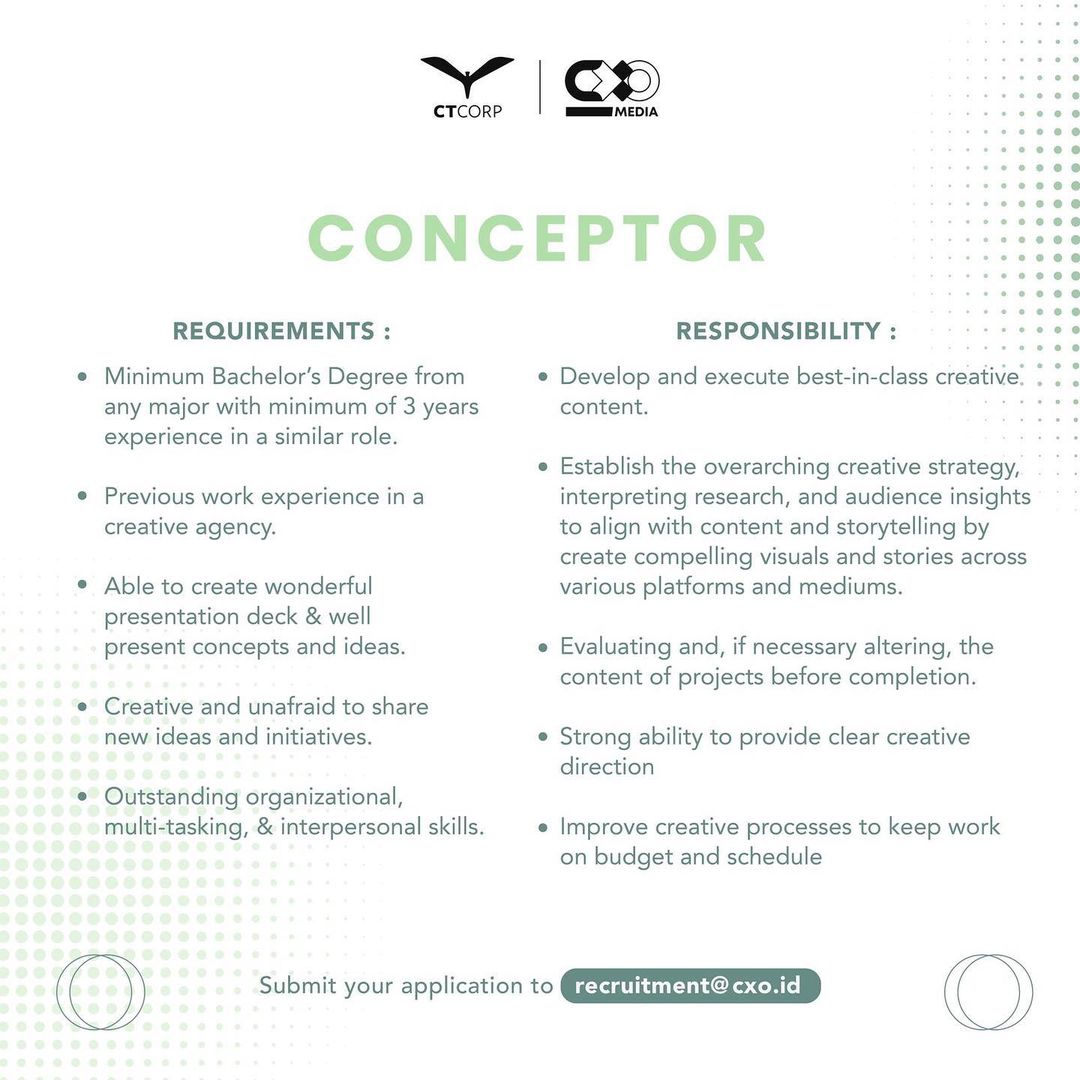 CTCORP
CXO
MEDIA
CONCEPTOR
REQUIREMENTS :
• Minimum Bachelor's Degree from
any major with minimum of 3 years
experience in a similar role.
• Previous work experience in a
creative agency.
• Able to create wonderful
presentation deck & well
present concepts and ideas.
• Creative and unafraid to share
new ideas and initiatives.
• Outstanding organizational,
multi-tasking, & interpersonal skills.
RESPONSIBILITY :
• Develop and execute best-in-class creative
content.
• Establish the overarching creative strategy,
interpreting research, and audience insights
to align with content and storytelling by
create compelling visuals and stories across
various platforms and mediums.
• Evaluating and, if necessary altering, the
content of projects before completion.
• Strong ability to provide clear creative
direction
• Improve creative processes to keep work
on budget and schedule
Submit your application to recruitment@cxo.id